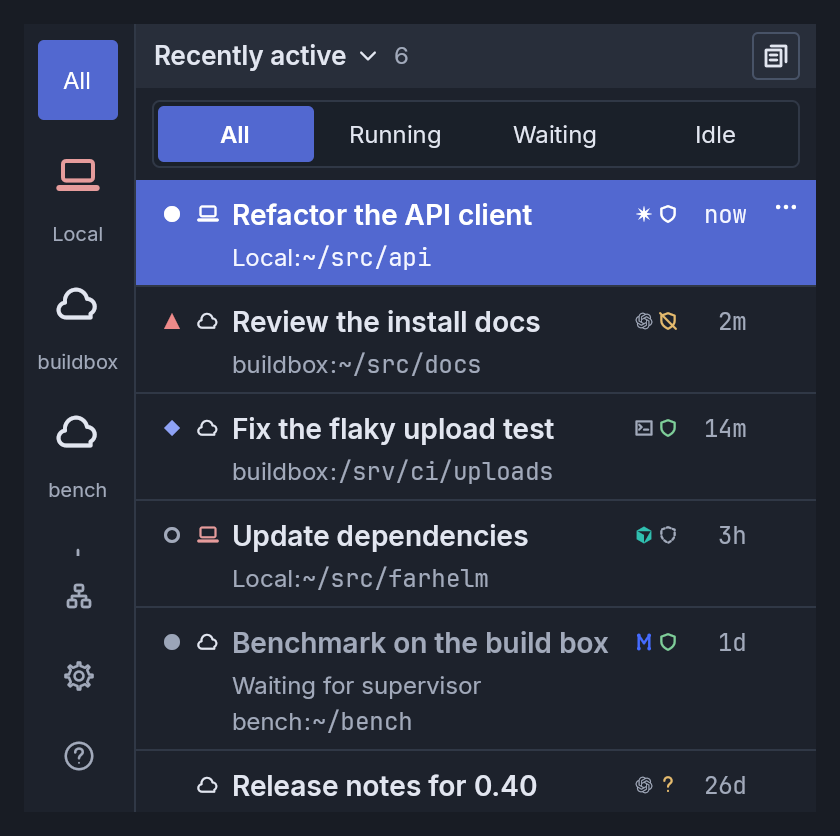 All
Local
buildbox
bench
Recently active 6
All Running Waiting Idle
Refactor the API client now
Local:~/src/api
Review the install docs 2m
buildbox:~/src/docs
Fix the flaky upload test 14m
buildbox:/srv/ci/uploads
Update dependencies 3h
Local:~/src/farhelm
Benchmark on the build box 1d
Waiting for supervisor
bench:~/bench
Release notes for 0.40 ? 26d